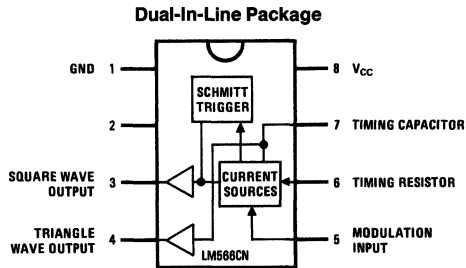 Dual-In-Line Package
GND 1
8 VCC
SCHMITT
TRIGGER
2
7 TIMING CAPACITOR
SQUARE WAVE
OUTPUT
3
CURRENT
SOURCES
6 TIMING RESISTOR
TRIANGLE
WAVE OUTPUT
4
5 MODULATION
INPUT
LM566CN